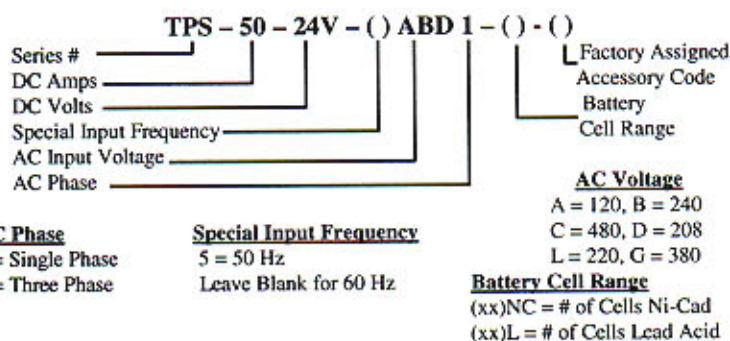 TPS – 50 – 24V – ( ) ABD 1 – ( ) - ( )
Series #
DC Amps
DC Volts
Special Input Frequency
AC Input Voltage
AC Phase
Factory Assigned
Accessory Code
Battery
Cell Range
AC Voltage
A = 120, B = 240
C = 480, D = 208
L = 220, G = 380
Phase
= Single Phase
= Three Phase
Special Input Frequency
5 = 50 Hz
Leave Blank for 60 Hz
Battery Cell Range
(xx)NC = # of Cells Ni-Cad
(xx)L = # of Cells Lead Acid